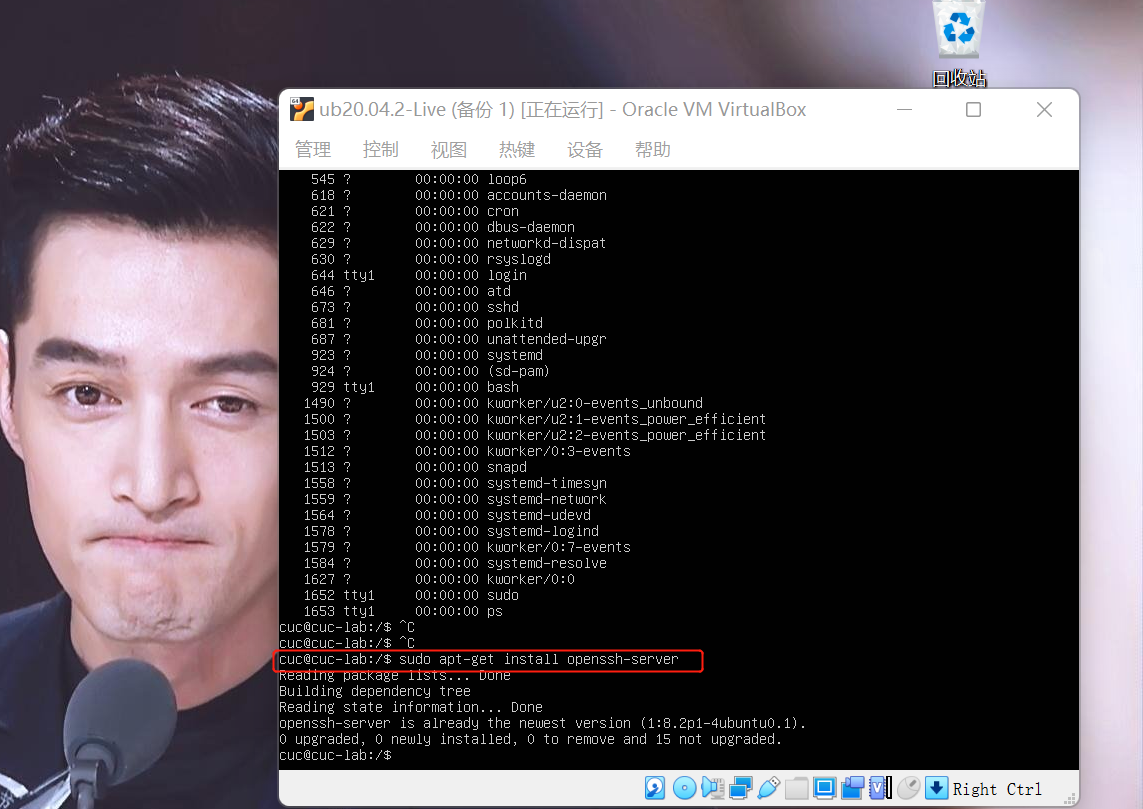 回收站
ub20.04.2-Live (备份 1) [正在运行] - Oracle VM VirtualBox
管理 控制 视图 热键 设备 帮助
545 ? 00:00:00 loop6
618 ? 00:00:00 accounts-daemon
621 ? 00:00:00 cron
622 ? 00:00:00 dbus-daemon
629 ? 00:00:00 networkd-dispat
630 ? 00:00:00 rsyslogd
644 tty1 00:00:00 login
646 ? 00:00:00 atd
673 ? 00:00:00 sshd
681 ? 00:00:00 polkitd
687 ? 00:00:00 unattended-upgr
923 ? 00:00:00 systemd
924 ? 00:00:00 (sd-pam)
929 tty1 00:00:00 bash
1490 ? 00:00:00 kworker/u2:0-events_unbound
1500 ? 00:00:00 kworker/u2:1-events_power_efficient
1503 ? 00:00:00 kworker/u2:2-events_power_efficient
1512 ? 00:00:00 kworker/0:3-events
1513 ? 00:00:00 snapd
1558 ? 00:00:00 systemd-timesyn
1559 ? 00:00:00 systemd-network
1564 ? 00:00:00 systemd-udevd
1578 ? 00:00:00 systemd-logind
1579 ? 00:00:00 kworker/0:7-events
1584 ? 00:00:00 systemd-resolve
1627 ? 00:00:00 kworker/0:0
1652 tty1 00:00:00 sudo
1653 tty1 00:00:00 ps
cuc@cuc-lab:/$ ^C
cuc@cuc-lab:/$ ^C
cuc@cuc-lab:/$ sudo apt-get install openssh-server
Reading package lists... Done
Building dependency tree
Reading state information... Done
openssh-server is already the newest version (1:8.2p1-4ubuntu0.1).
0 upgraded, 0 newly installed, 0 to remove and 15 not upgraded.
cuc@cuc-lab:/$
Right Ctrl